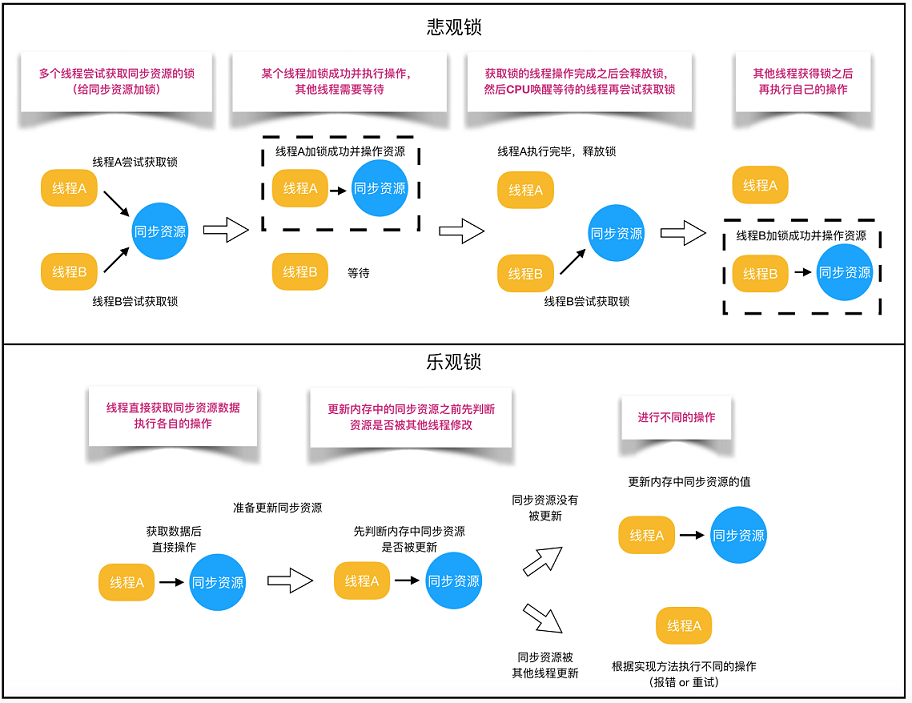 悲观锁
多个线程尝试获取同步资源的锁
（给同步资源加锁）
某个线程加锁成功并执行操作，
其他线程需要等待
获取锁的线程操作完成之后会释放锁，
然后CPU唤醒等待的线程再尝试获取锁
其他线程获得锁之后
再执行自己的操作
线程A尝试获取锁
线程A
同步资源
线程B
线程B尝试获取锁
线程A加锁成功并操作资源
线程A
同步资源
线程B
等待
线程A执行完毕，释放锁
线程A
同步资源
线程B
线程B尝试获取锁
线程A
线程B加锁成功并操作资源
线程B
同步资源
乐观锁
线程直接获取同步资源数据
执行各自的操作
更新内存中的同步资源之前先判断
资源是否被其他线程修改
进行不同的操作
获取数据后
直接操作
线程A
同步资源
准备更新同步资源
先判断内存中同步资源
是否被更新
线程A
同步资源
同步资源没有
被更新
更新内存中同步资源的值
线程A
同步资源
同步资源被
其他线程更新
线程A
根据实现方法执行不同的操作
（报错 or 重试）